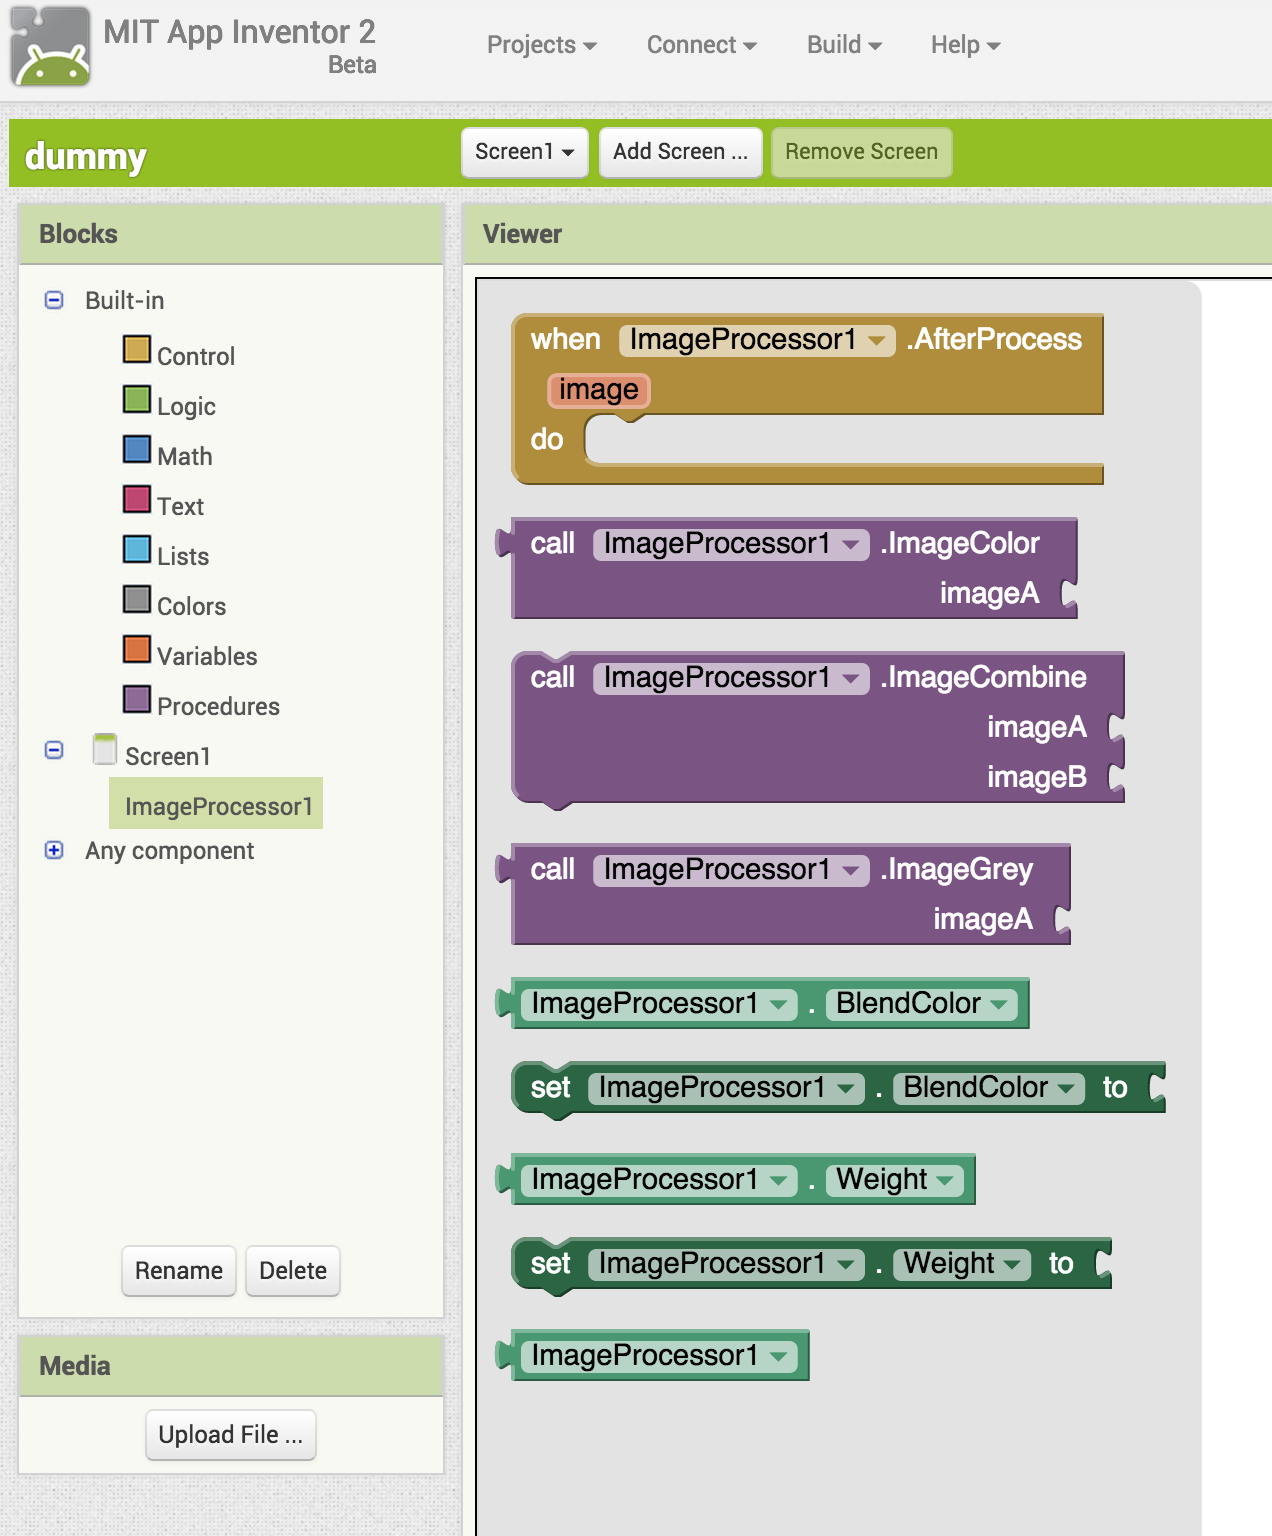 MIT App Inventor 2
Beta
Projects
Connect
Build
Help
dummy
Screen1
Add Screen ...
Remove Screen
Blocks
Built-in
Control
Logic
Math
Text
Lists
Colors
Variables
Procedures
Screen1
ImageProcessor1
Any component
Rename
Delete
Media
Upload File ...
Viewer
when ImageProcessor1 .AfterProcess
image
do
call ImageProcessor1 .ImageColor
imageA
call ImageProcessor1 .ImageCombine
imageA
imageB
call ImageProcessor1 .ImageGrey
imageA
ImageProcessor1 . BlendColor
set ImageProcessor1 . BlendColor to
ImageProcessor1 . Weight
set ImageProcessor1 . Weight to
ImageProcessor1